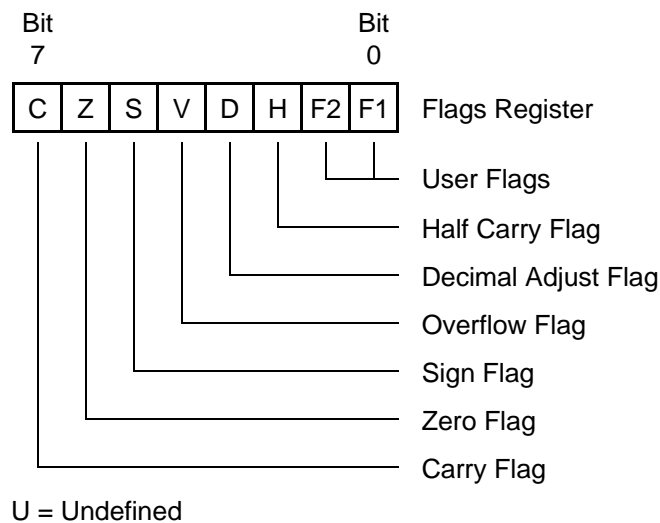 Bit Bit
7 0
C Z S V D H F2 F1 Flags Register
User Flags
Half Carry Flag
Decimal Adjust Flag
Overflow Flag
Sign Flag
Zero Flag
Carry Flag
U = Undefined